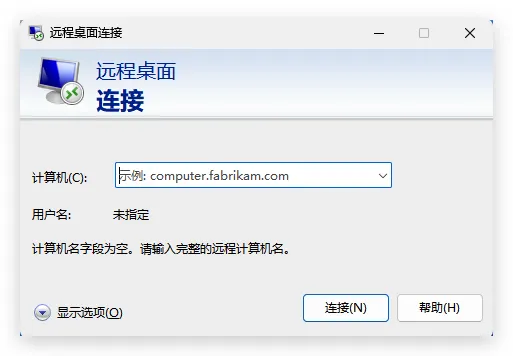 远程桌面连接
远程桌面
连接
计算机(C): 示例: computer.fabrikam.com
用户名: 未指定
计算机名字段为空。请输入完整的远程计算机名。
显示选项(O) 连接(N) 帮助(H)